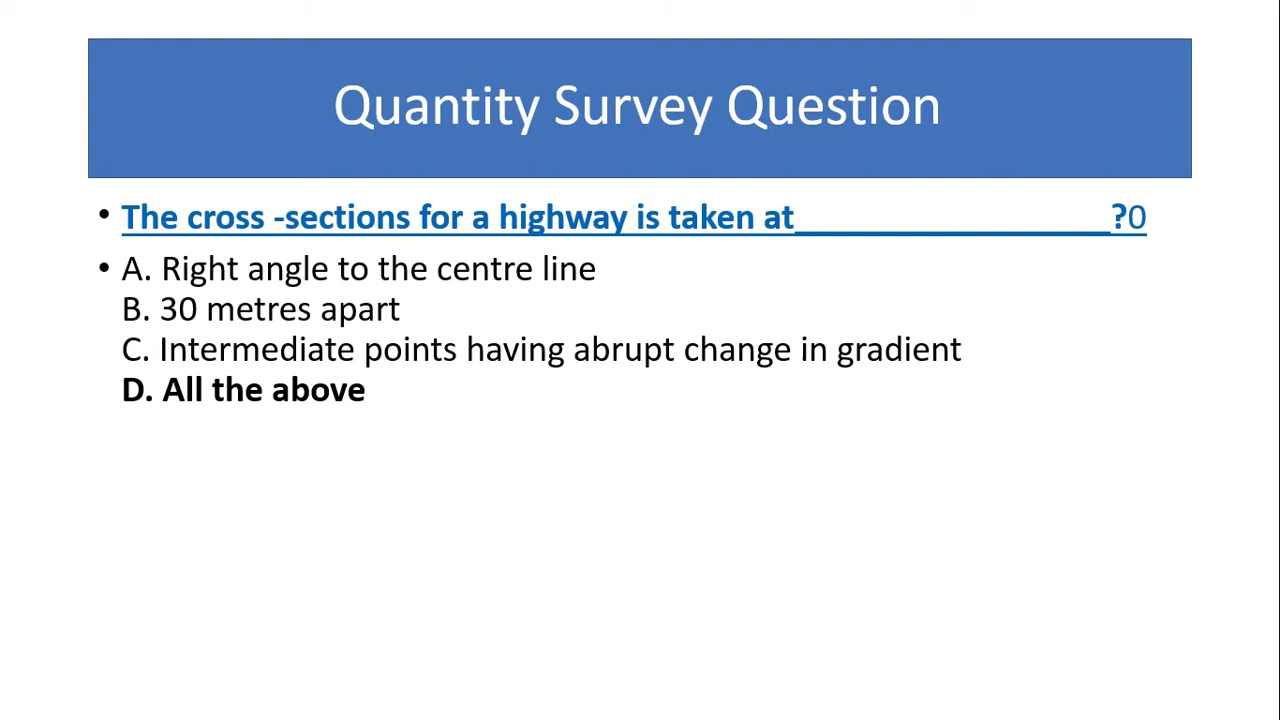 Quantity Survey Question
• The cross -sections for a highway is taken at_________________?0
• A. Right angle to the centre line
B. 30 metres apart
C. Intermediate points having abrupt change in gradient
D. All the above